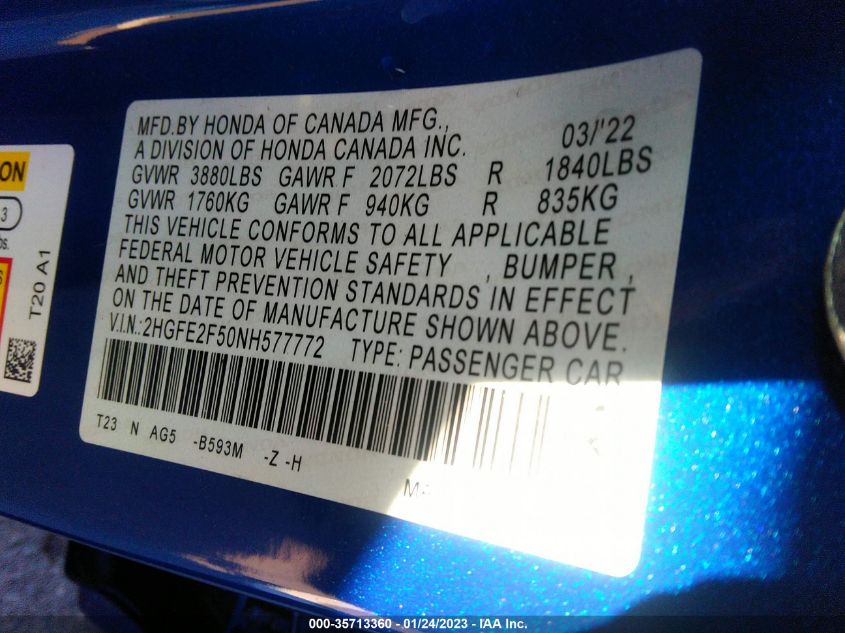 MFD.BY HONDA OF CANADA MFG., 03/'22
A DIVISION OF HONDA CANADA INC.
GVWR 3880LBS GAWR F 2072LBS R 1840LBS
GVWR 1760KG GAWR F 940KG R 835KG
THIS VEHICLE CONFORMS TO ALL APPLICABLE
FEDERAL MOTOR VEHICLE SAFETY , BUMPER ,
AND THEFT PREVENTION STANDARDS IN EFFECT
ON THE DATE OF MANUFACTURE SHOWN ABOVE.
V.I.N.:2HGFE2F50NH577772 TYPE: PASSENGER CAR
T23 N AG5 -B593M -Z -H
ON
3
T20 A1
000-35713360 - 01/24/2023 - IAA Inc.